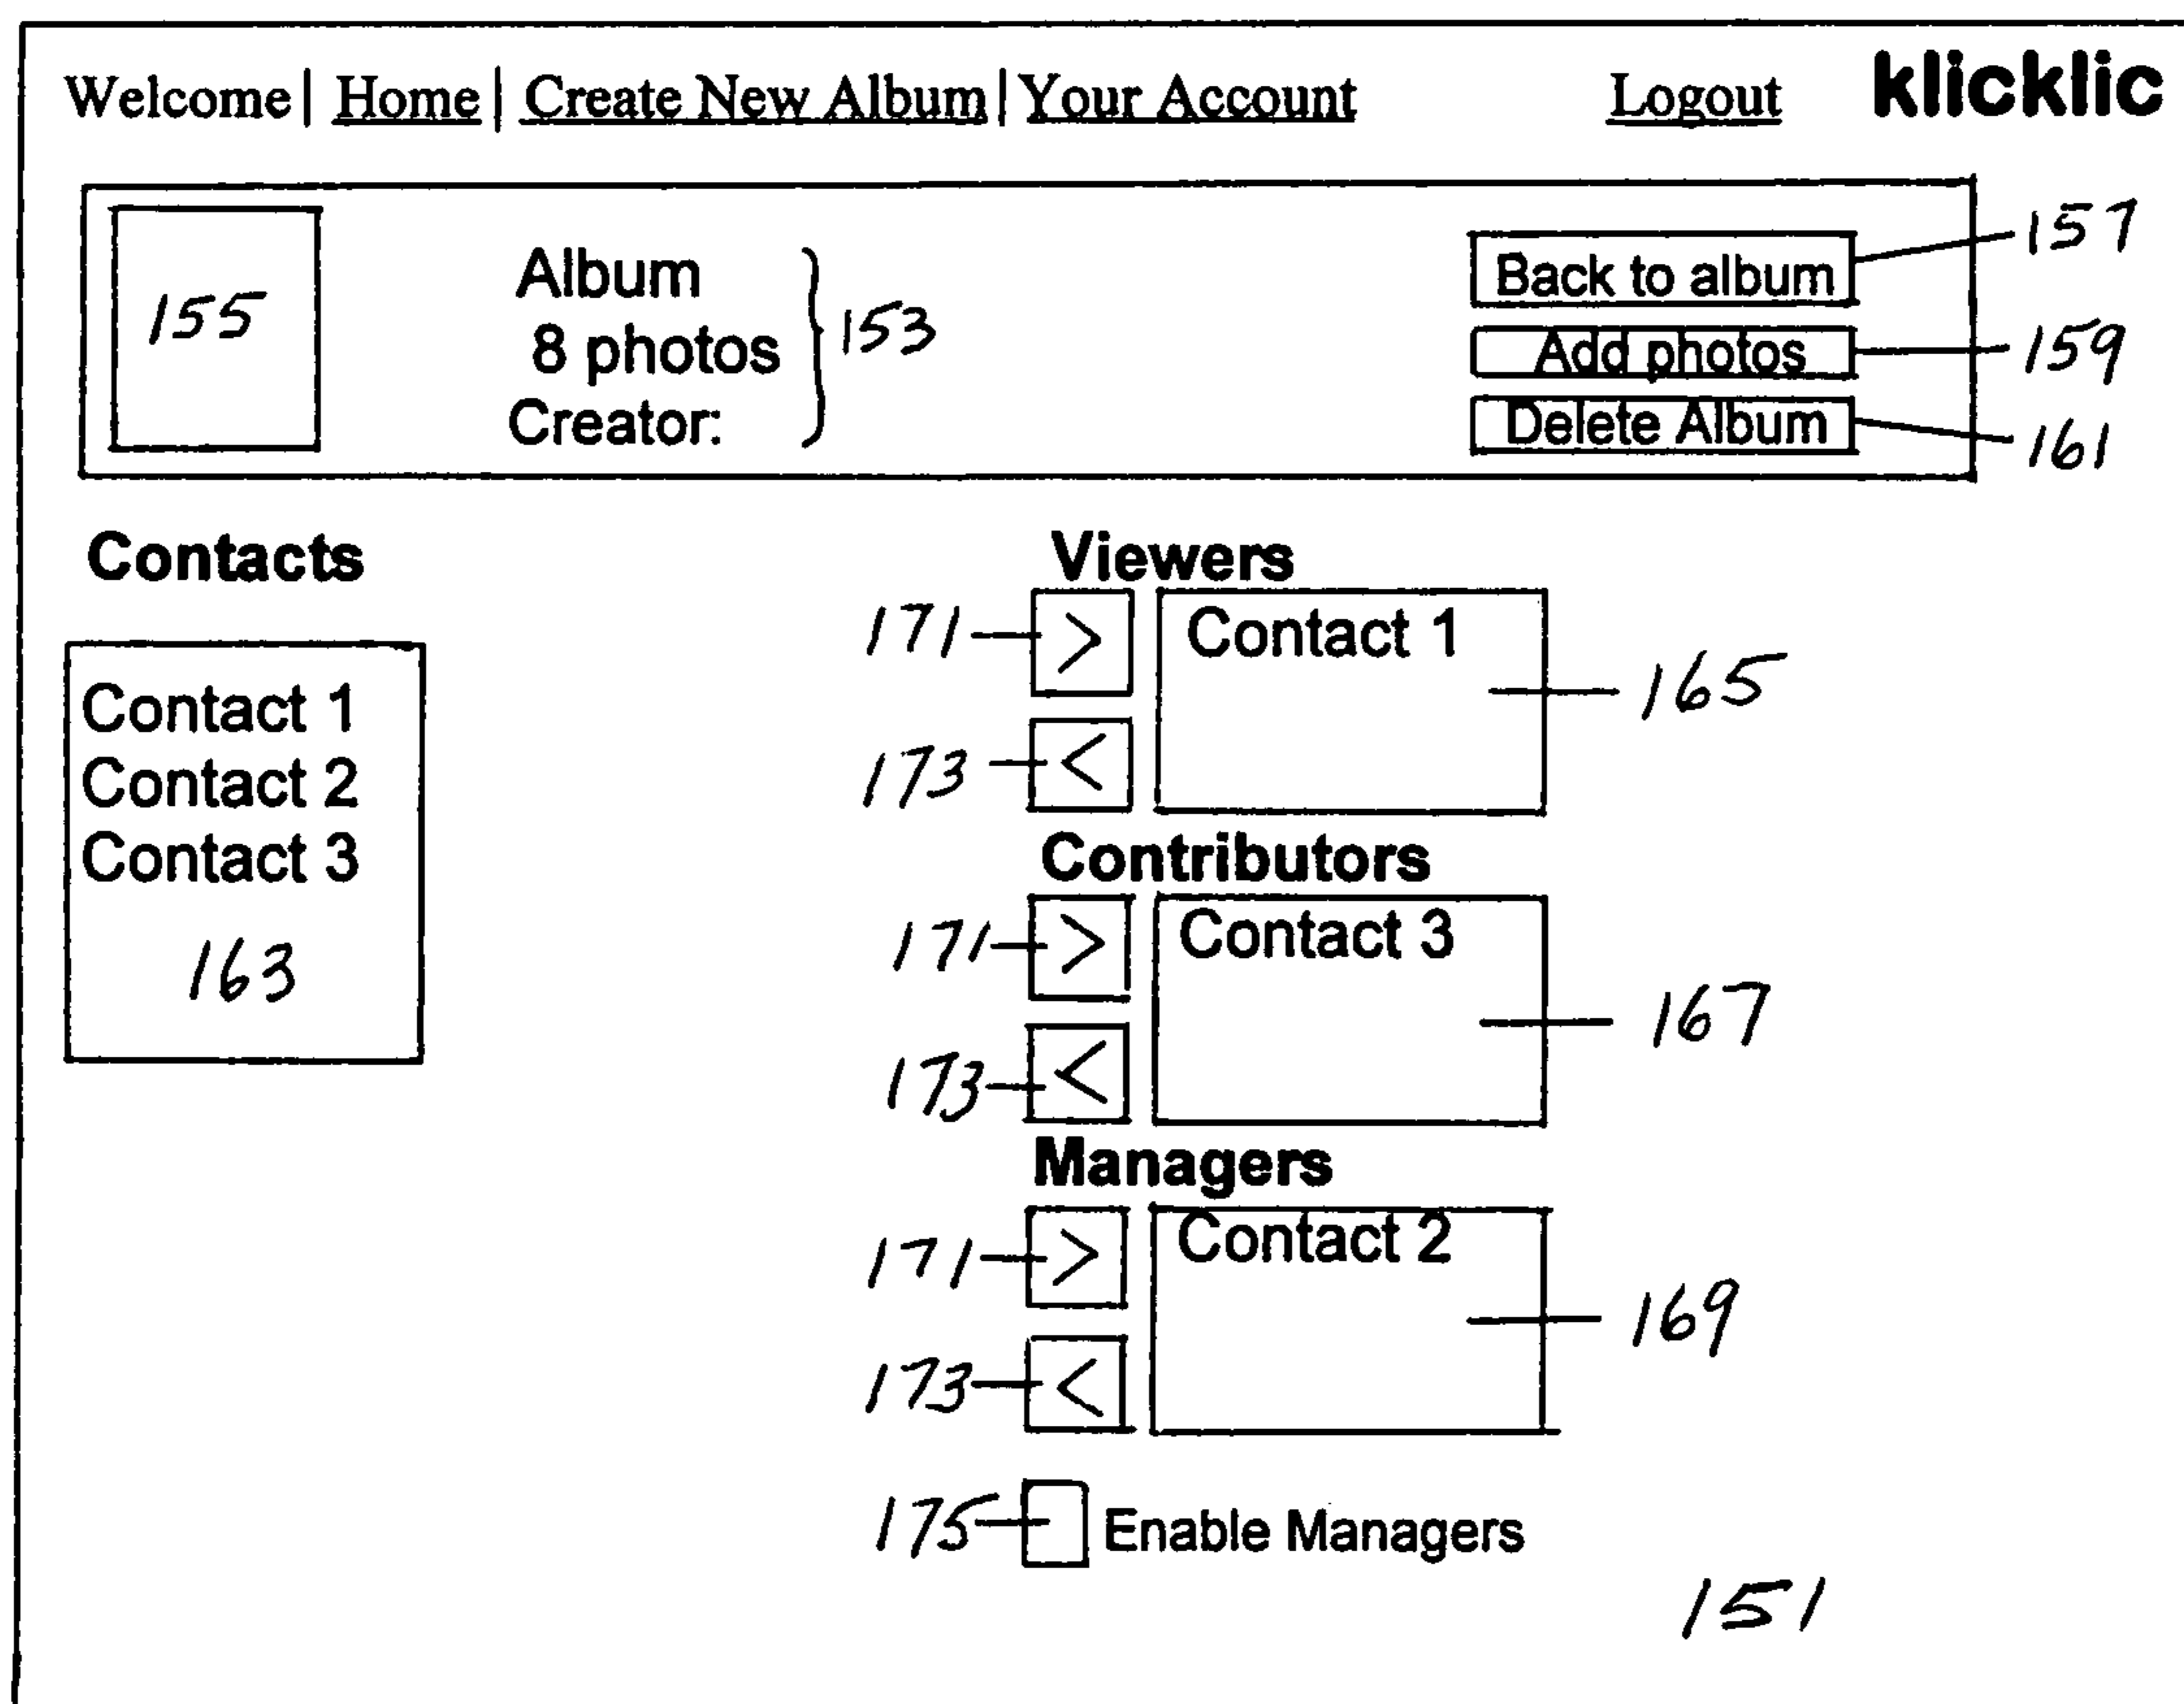 Welcome | Home | Create New Album | Your Account Logout klicklic
155
Album
8 photos
Creator:
153
Back to album
157
Add photos
159
Delete Album
161
Contacts
Contact 1
Contact 2
Contact 3
163
Viewers
171 > Contact 1
165
173 <
Contributors
171 > Contact 3
167
173 <
Managers
171 > Contact 2
169
173 <
175 Enable Managers
151